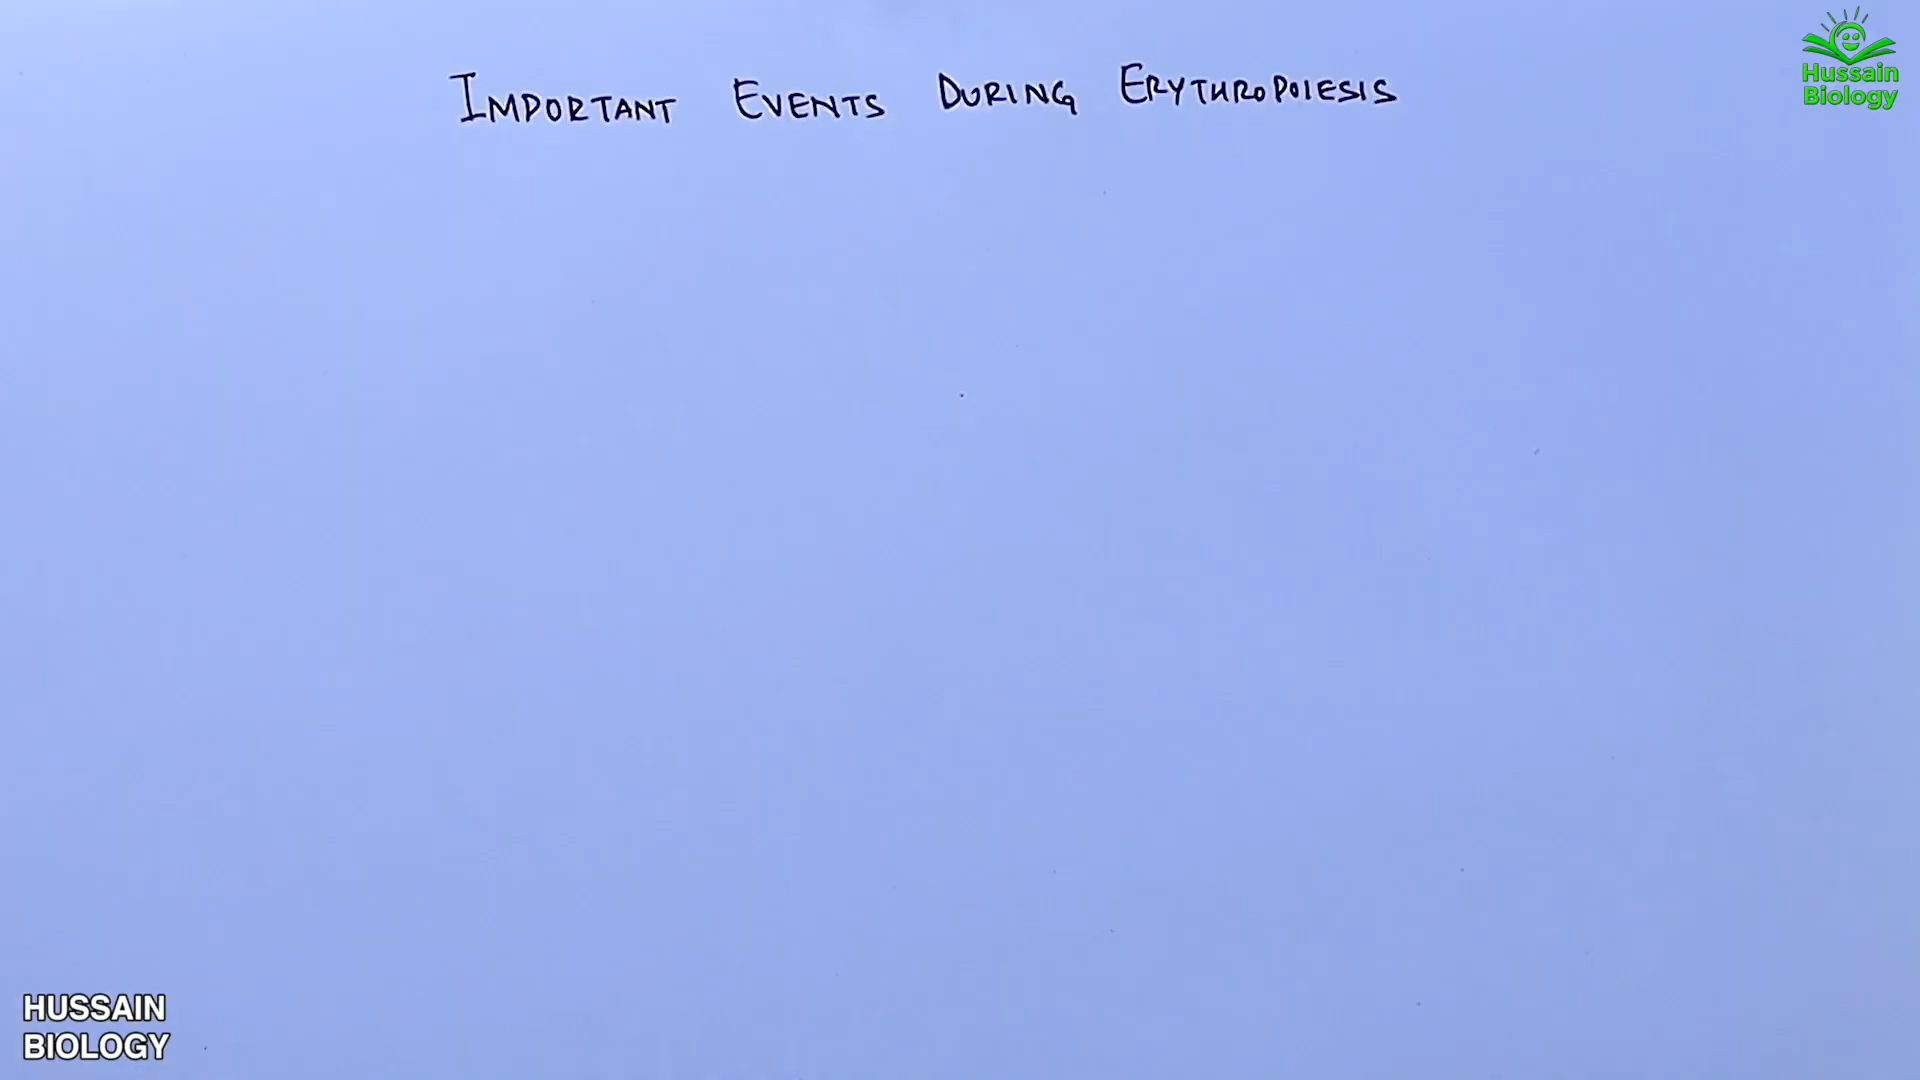 IMPORTANT EVENTS DURING ERYTHROPOIESIS
Hussain
Biology
HUSSAIN
BIOLOGY